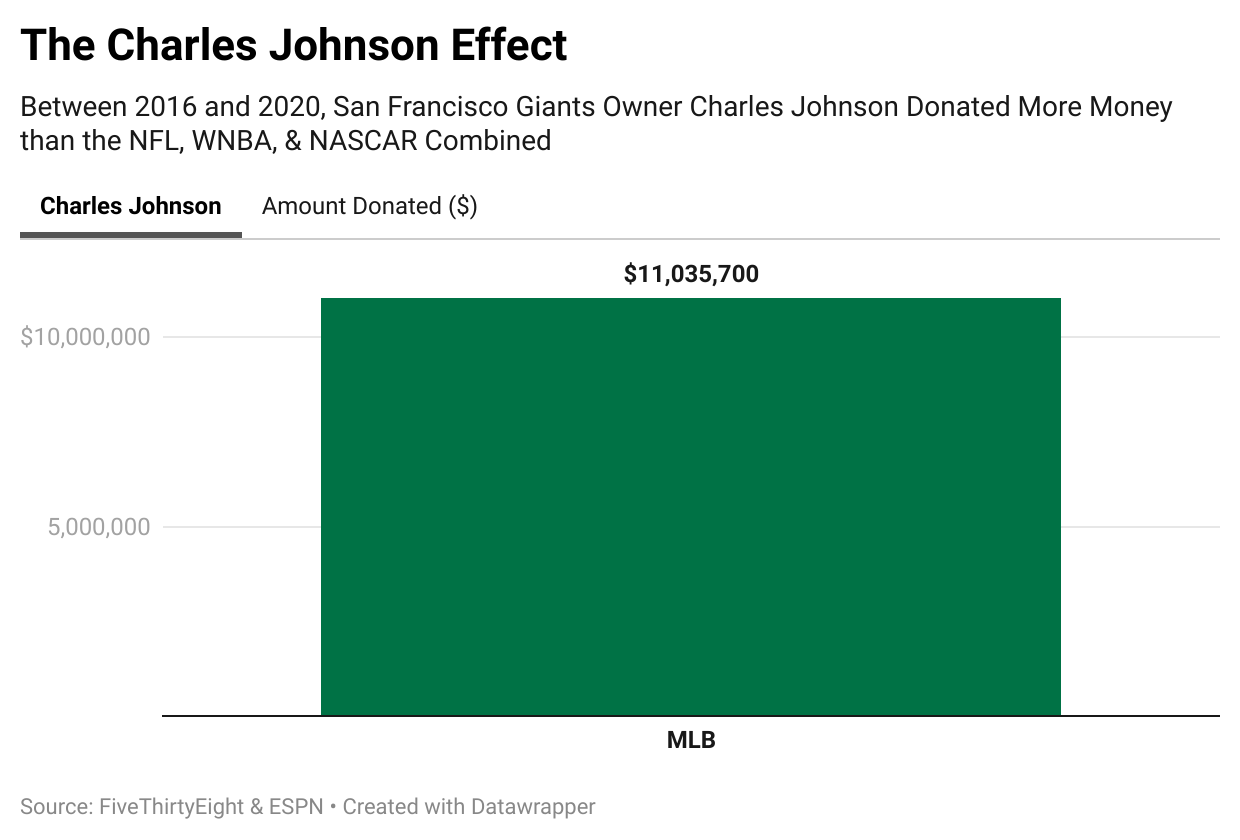 The Charles Johnson Effect
Between 2016 and 2020, San Francisco Giants Owner Charles Johnson Donated More Money
than the NFL, WNBA, & NASCAR Combined
Charles Johnson
Amount Donated ($)
$11,035,700
$10,000,000
5,000,000
MLB
Source: FiveThirtyEight & ESPN • Created with Datawrapper